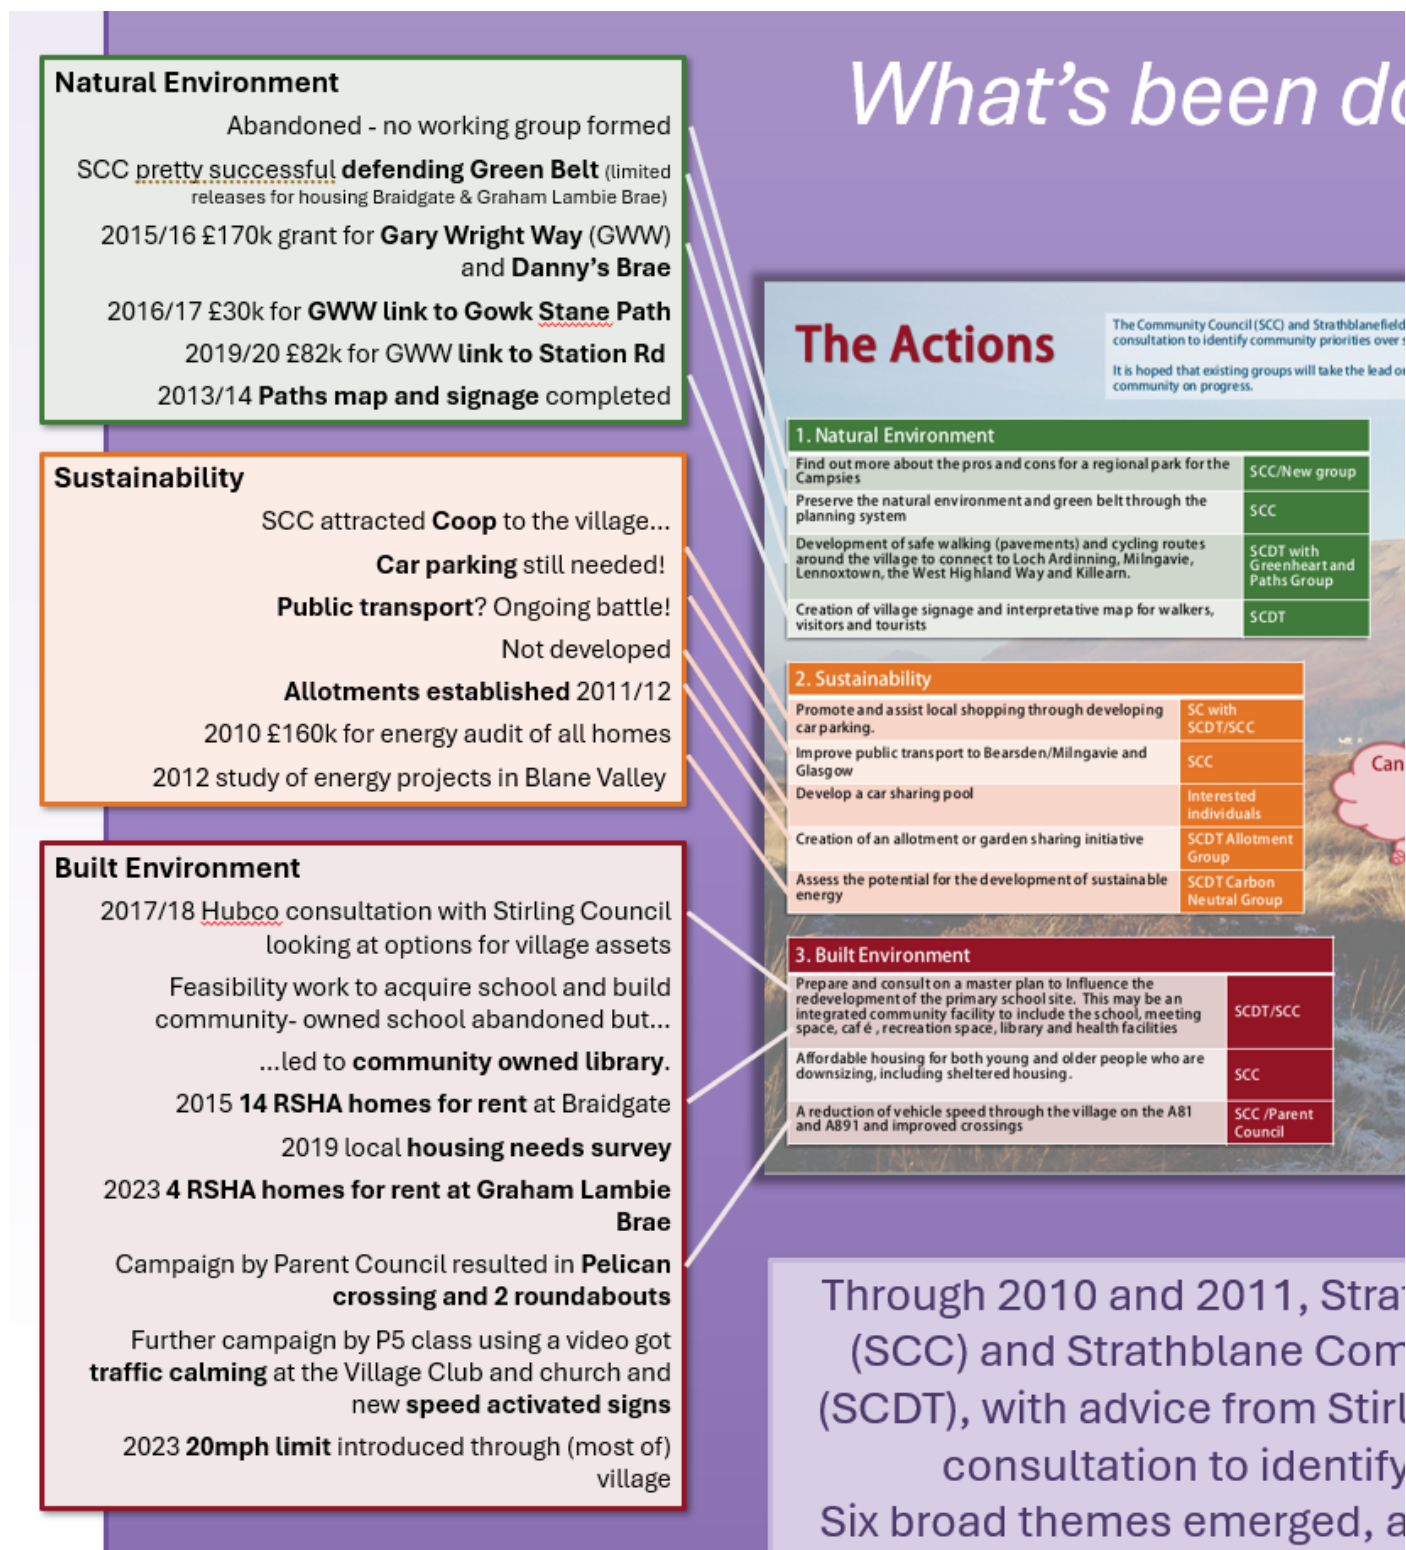 Natural Environment
Abandoned - no working group formed
SCC pretty successful defending Green Belt (limited
releases for housing Braidgate & Graham Lambie Brae)
2015/16 £170k grant for Gary Wright Way (GWW)
and Danny's Brae
2016/17 £30k for GWW link to Gowk Stane Path
2019/20 £82k for GWW link to Station Rd
2013/14 Paths map and signage completed
Sustainability
SCC attracted Coop to the village...
Car parking still needed!
Public transport? Ongoing battle!
Not developed
Allotments established 2011/12
2010 £160k for energy audit of all homes
2012 study of energy projects in Blane Valley
Built Environment
2017/18 Hubco consultation with Stirling Council
looking at options for village assets
Feasibility work to acquire school and build
community- owned school abandoned but...
...led to community owned library.
2015 14 RSHA homes for rent at Braidgate
2019 local housing needs survey
2023 4 RSHA homes for rent at Graham Lambie
Brae
Campaign by Parent Council resulted in Pelican
crossing and 2 roundabouts
Further campaign by P5 class using a video got
traffic calming at the Village Club and church and
new speed activated signs
2023 20mph limit introduced through (most of)
village
What's been do
The Actions
The Community Council (SCC) and Strathblanefield
consultation to identify community priorities over s
It is hoped that existing groups will take the lead on
community on progress.
1. Natural Environment
Find out more about the pros and cons for a regional park for the
Campsies
SCC/New group
Preserve the natural environment and green belt through the
planning system
SCC
Development of safe walking (pavements) and cycling routes
around the village to connect to Loch Ardinning, Milngavie,
Lennoxtown, the West Highland Way and Killearn.
SCDT with
Greenheart and
Paths Group
Creation of village signage and interpretative map for walkers,
visitors and tourists
SCDT
2. Sustainability
Promote and assist local shopping through developing
car parking.
SC with
SCDT/SCC
Improve public transport to Bearsden/Milngavie and
Glasgow
SCC
Develop a car sharing pool
Interested
individuals
Creation of an allotment or garden sharing initiative
SCDT Allotment
Group
Assess the potential for the development of sustainable
energy
SCDT Carbon
Neutral Group
Can
3. Built Environment
Prepare and consult on a master plan to Influence the
redevelopment of the primary school site. This may be an
integrated community facility to include the school, meeting
space, café, recreation space, library and health facilities
SCDT/SCC
Affordable housing for both young and older people who are
downsizing, including sheltered housing.
SCC
A reduction of vehicle speed through the village on the A81
and A891 and improved crossings
SCC /Parent
Council
Through 2010 and 2011, Strat
(SCC) and Strathblane Com
(SCDT), with advice from Stirl
consultation to identify
Six broad themes emerged, a